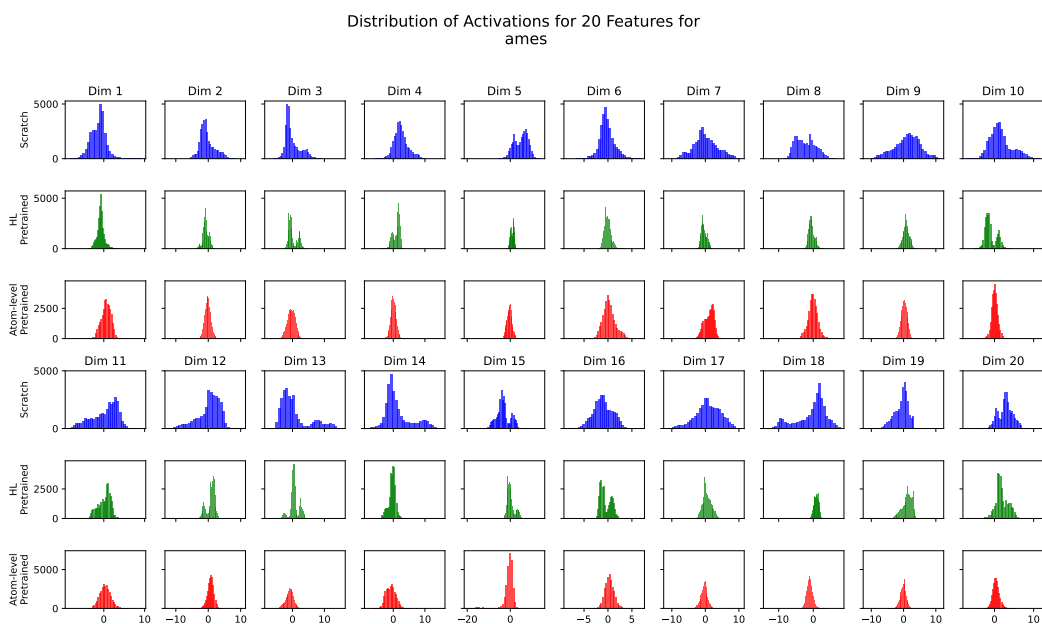 Distribution of Activations for 20 Features for
ames
Dim 1 Dim 2 Dim 3 Dim 4 Dim 5 Dim 6 Dim 7 Dim 8 Dim 9 Dim 10
5000
Scratch
0
5000
HL
Pretrained
0
2500
Atom-level
Pretrained
0
Dim 11 Dim 12 Dim 13 Dim 14 Dim 15 Dim 16 Dim 17 Dim 18 Dim 19 Dim 20
5000
Scratch
0
2500
HL
Pretrained
0
5000
Atom-level
Pretrained
0
0 10 −10 0 10 0 10 0 10 −20 0 −5 0 5 −10 0 10 −10 0 −10 0 10 0 10